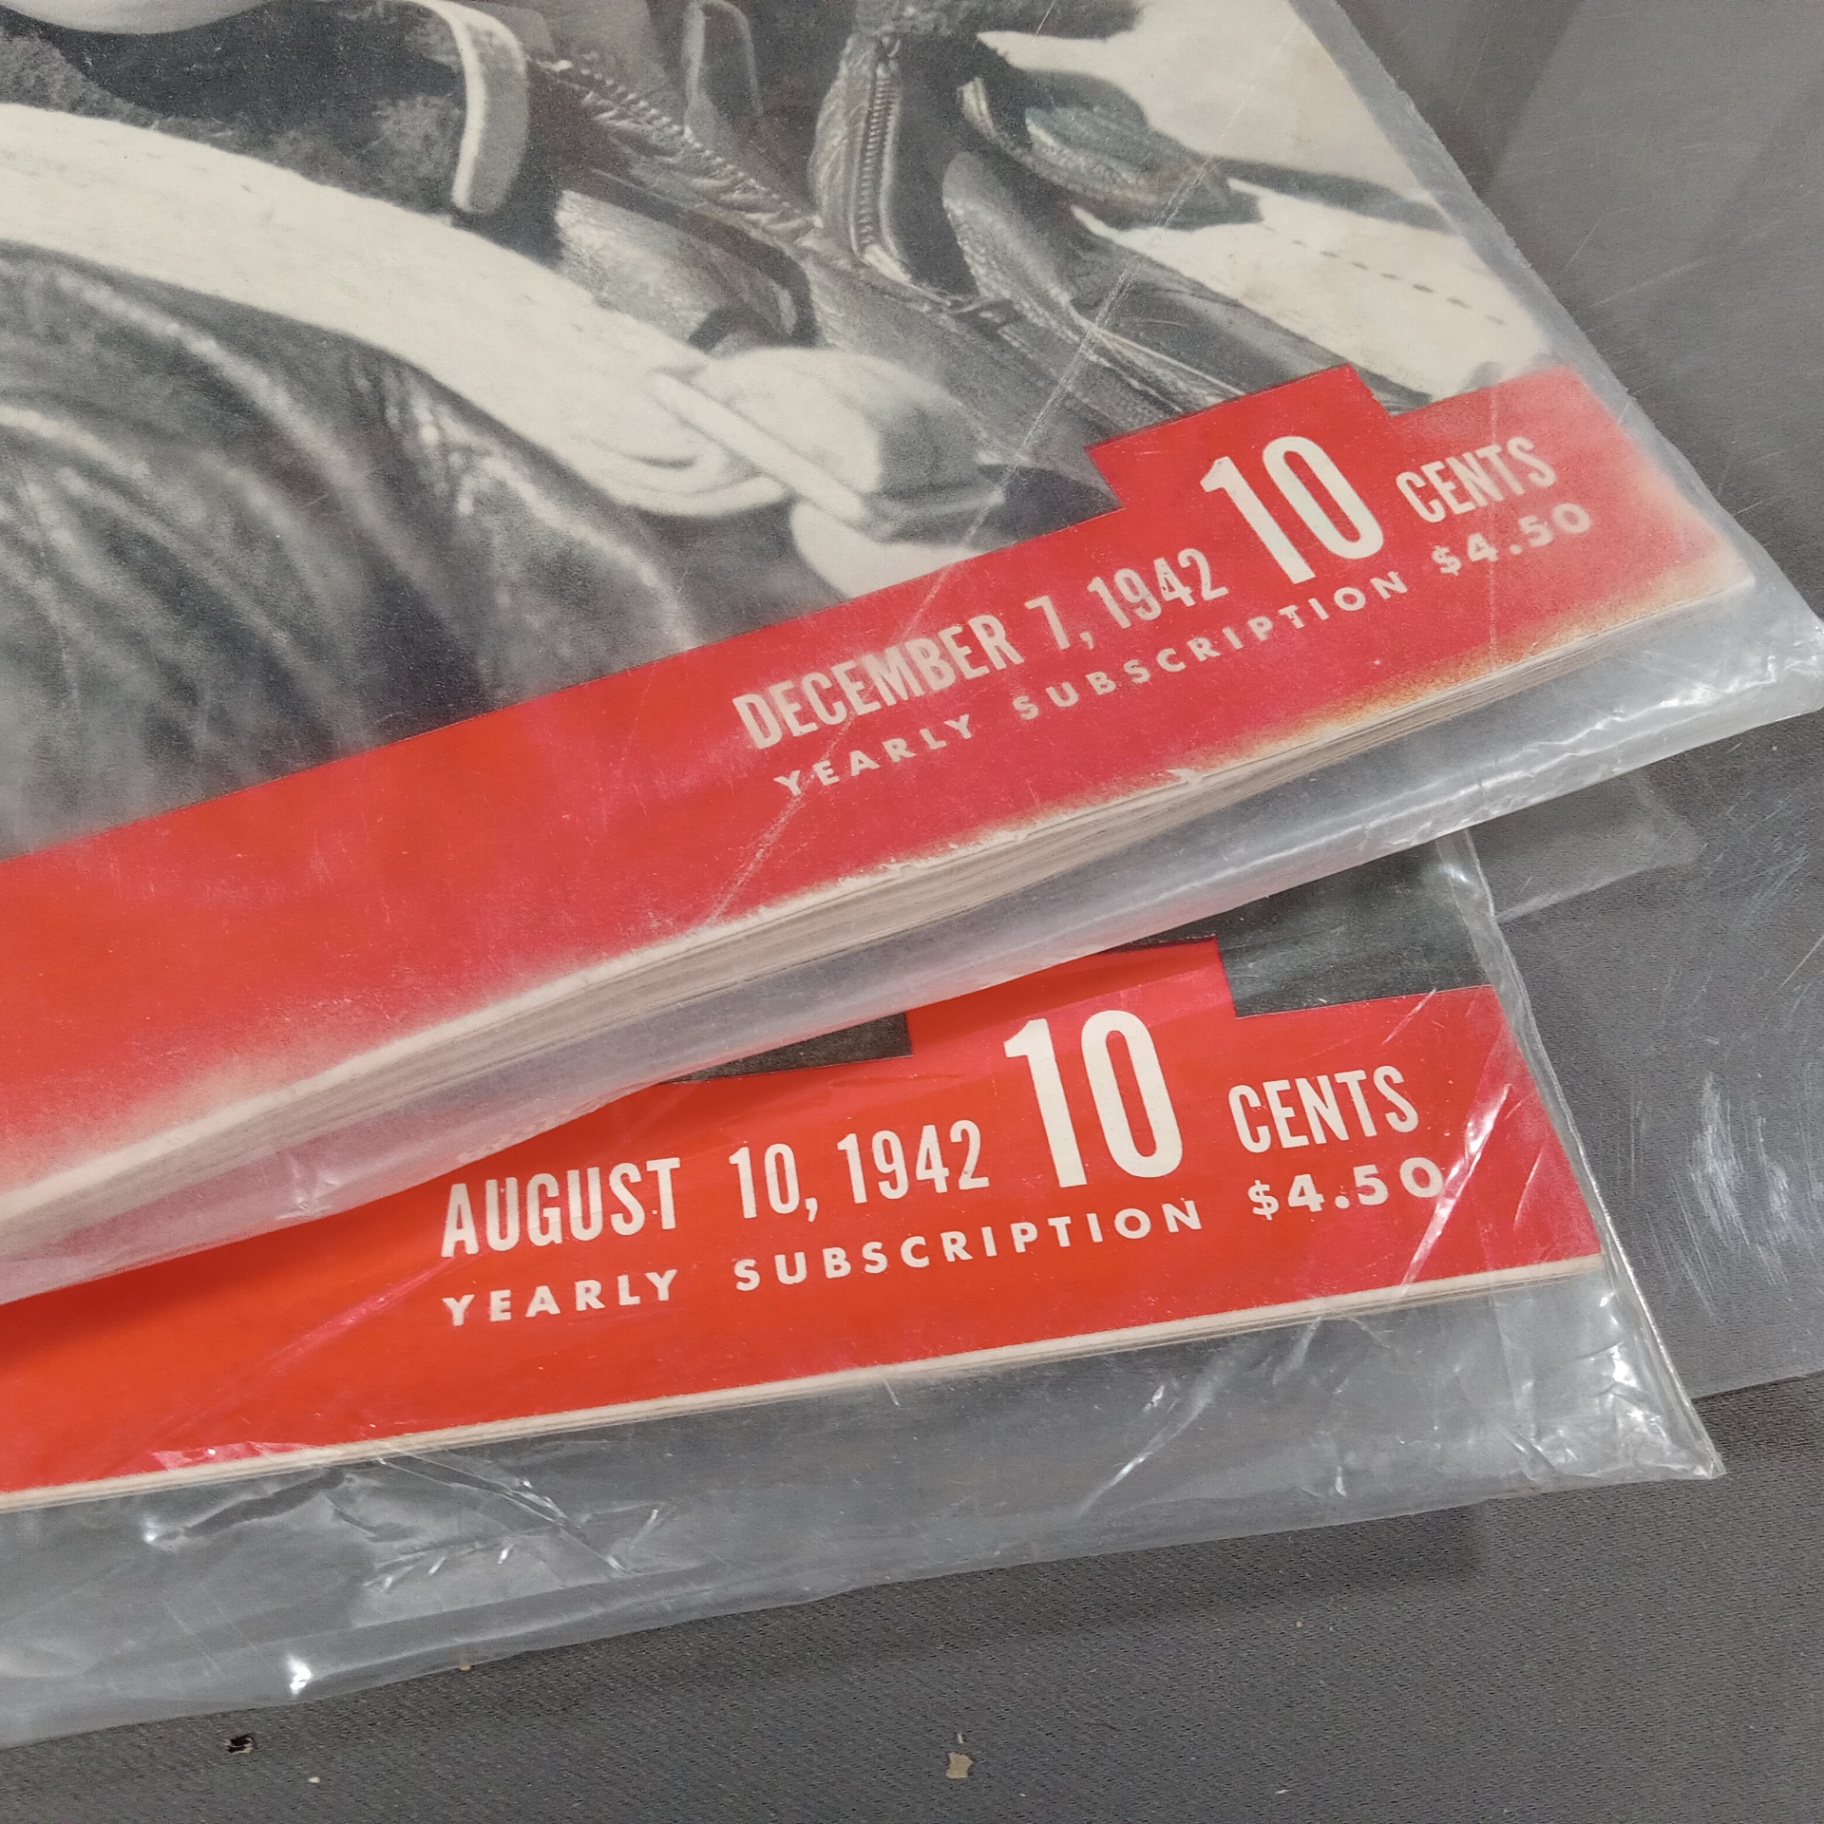 DECEMBER 7, 1942 10 CENTS
YEARLY SUBSCRIPTION $4.50
AUGUST 10, 1942 10 CENTS
YEARLY SUBSCRIPTION $4.50